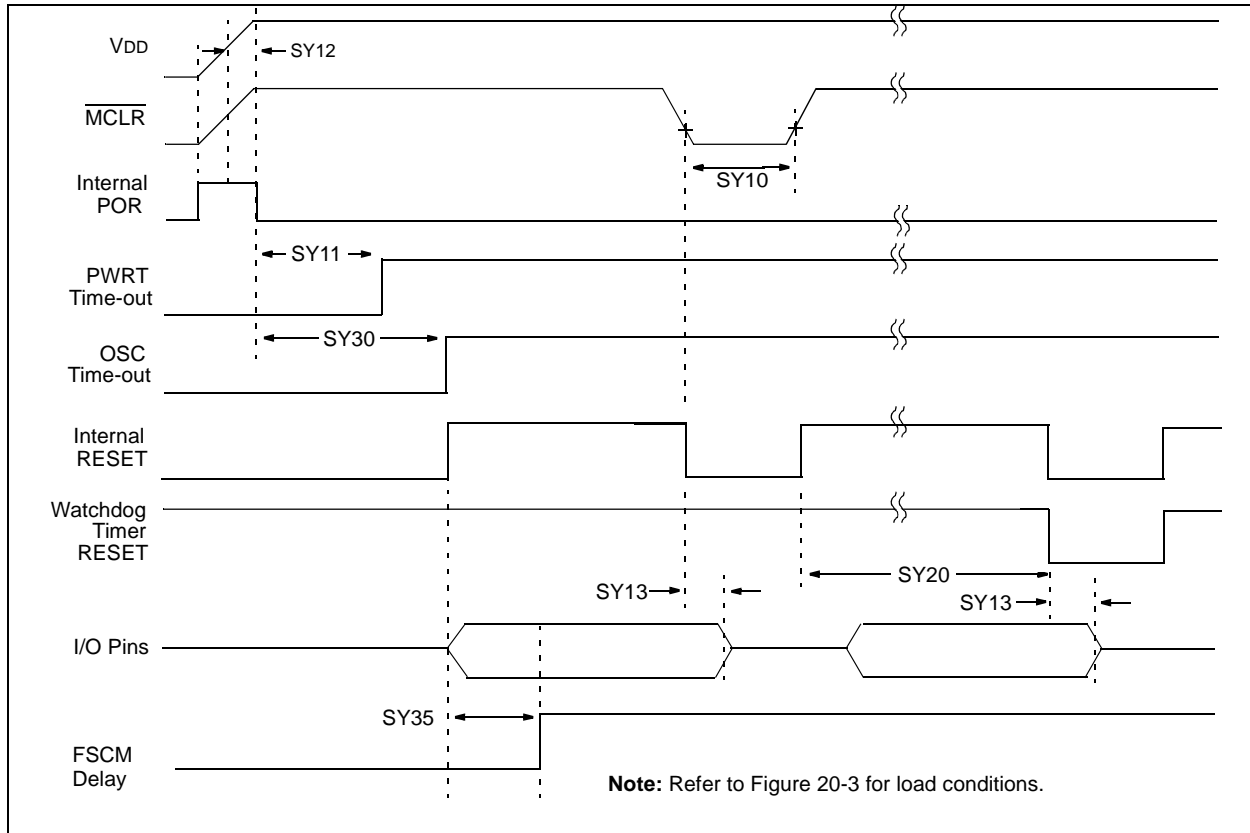 VDD
SY12
MCLR
SY10
Internal
POR
SY11
PWRT
Time-out
SY30
OSC
Time-out
Internal
RESET
Watchdog
Timer
RESET
SY20
SY13
SY13
I/O Pins
SY35
FSCM
Delay
Note: Refer to Figure 20-3 for load conditions.